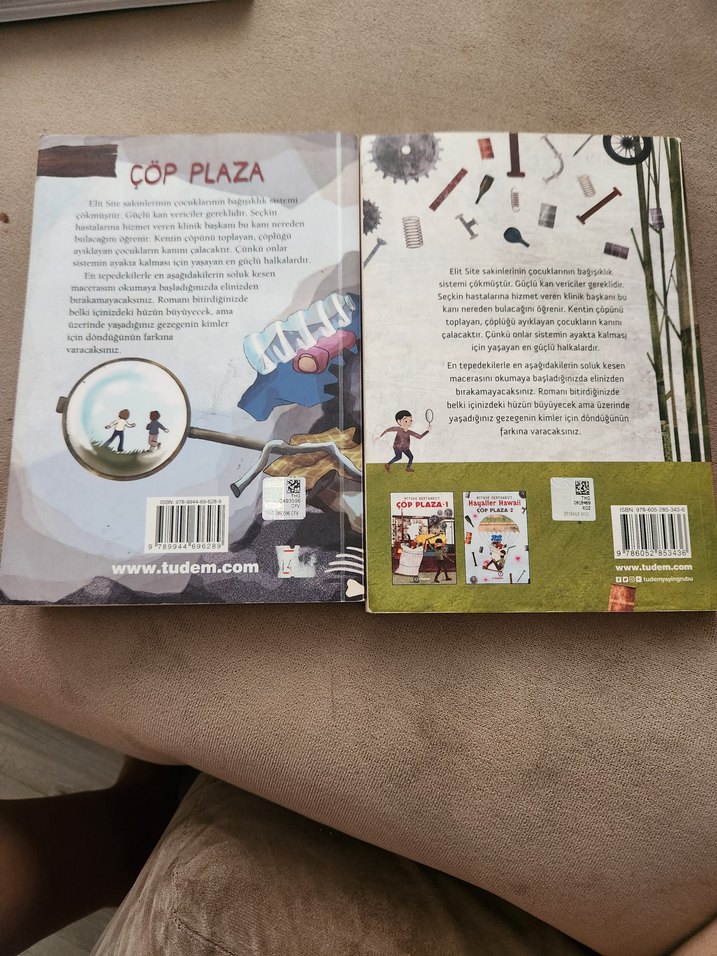 ÇÖP PLAZA
Elit Site sakinlerinin çocuklarının bağışıklık sistemi
çökmüştür. Güçlü kan vericiler gereklidir. Seçkin
hastalarına hizmet veren klinik başkanı bu kanı nereden
bulacağını öğrenir. Kentin çöpünü toplayan, çöplüğü
ayıklayan çocukların kanını çalacaktır. Çünkü onlar
sistemin ayakta kalması için yaşayan en güçlü halkalardır.
En tepedekilerle en aşağıdakilerin soluk kesen
macerasını okumaya başladığınızda elinizden
bırakamayacaksınız. Romanı bitirdiğinizde
belki içinizdeki hüzün büyüyecek, ama
üzerinde yaşadığınız gezegenin kimler
için döndüğünün farkına
varacaksınız.
ISBN: 978-9944-69-628-9
9 789944 696289
www.tudem.com
Elit Site sakinlerinin çocuklarının bağışıklık
sistemi çökmüştür. Güçlü kan vericiler gereklidir.
Seçkin hastalarına hizmet veren klinik başkanı bu
kanı nereden bulacağını öğrenir. Kentin çöpünü
toplayan, çöplüğü ayıklayan çocukların kanını
çalacaktır. Çünkü onlar sistemin ayakta kalması
için yaşayan en güçlü halkalardır.
En tepedekilerle en aşağıdakilerin soluk kesen
macerasını okumaya başladığınızda elinizden
bırakamayacaksınız. Romanı bitirdiğinizde
belki içinizdeki hüzün büyüyecek ama üzerinde
yaşadığınız gezegenin kimler için döndüğünün
farkına varacaksınız.
ÇÖP PLAZA-1
Hayaller Hawaii
ÇÖP PLAZA-2
ISBN: 978-605-285-343-6
9 786052 853436
www.tudem.com
tudemyayingrubu